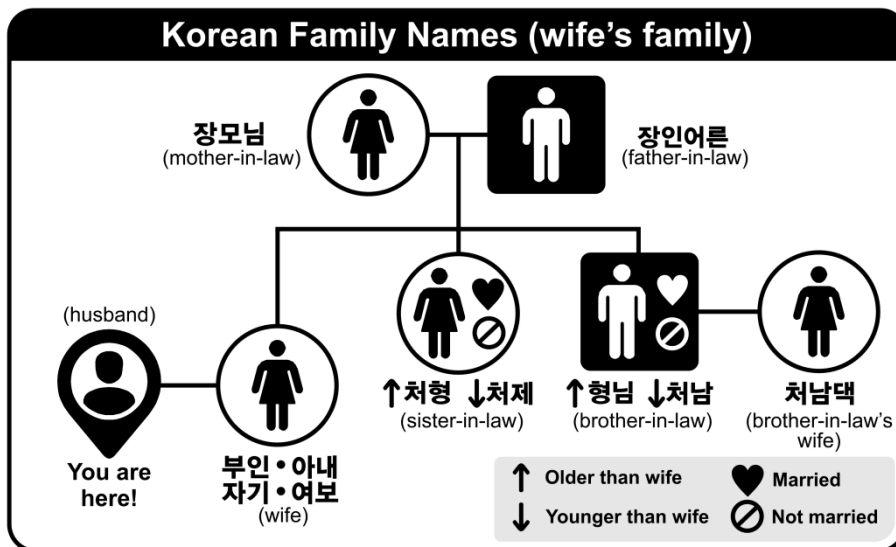 Korean Family Names (wife's family)
장모님
(mother-in-law)
장인어른
(father-in-law)
(husband)
You are
here!
부인 • 아내
자기 • 여보
(wife)
↑처형 ↓처제
(sister-in-law)
↑형님 ↓처남
(brother-in-law)
처남댁
(brother-in-law's
wife)
↑ Older than wife
Married
↓ Younger than wife
Not married